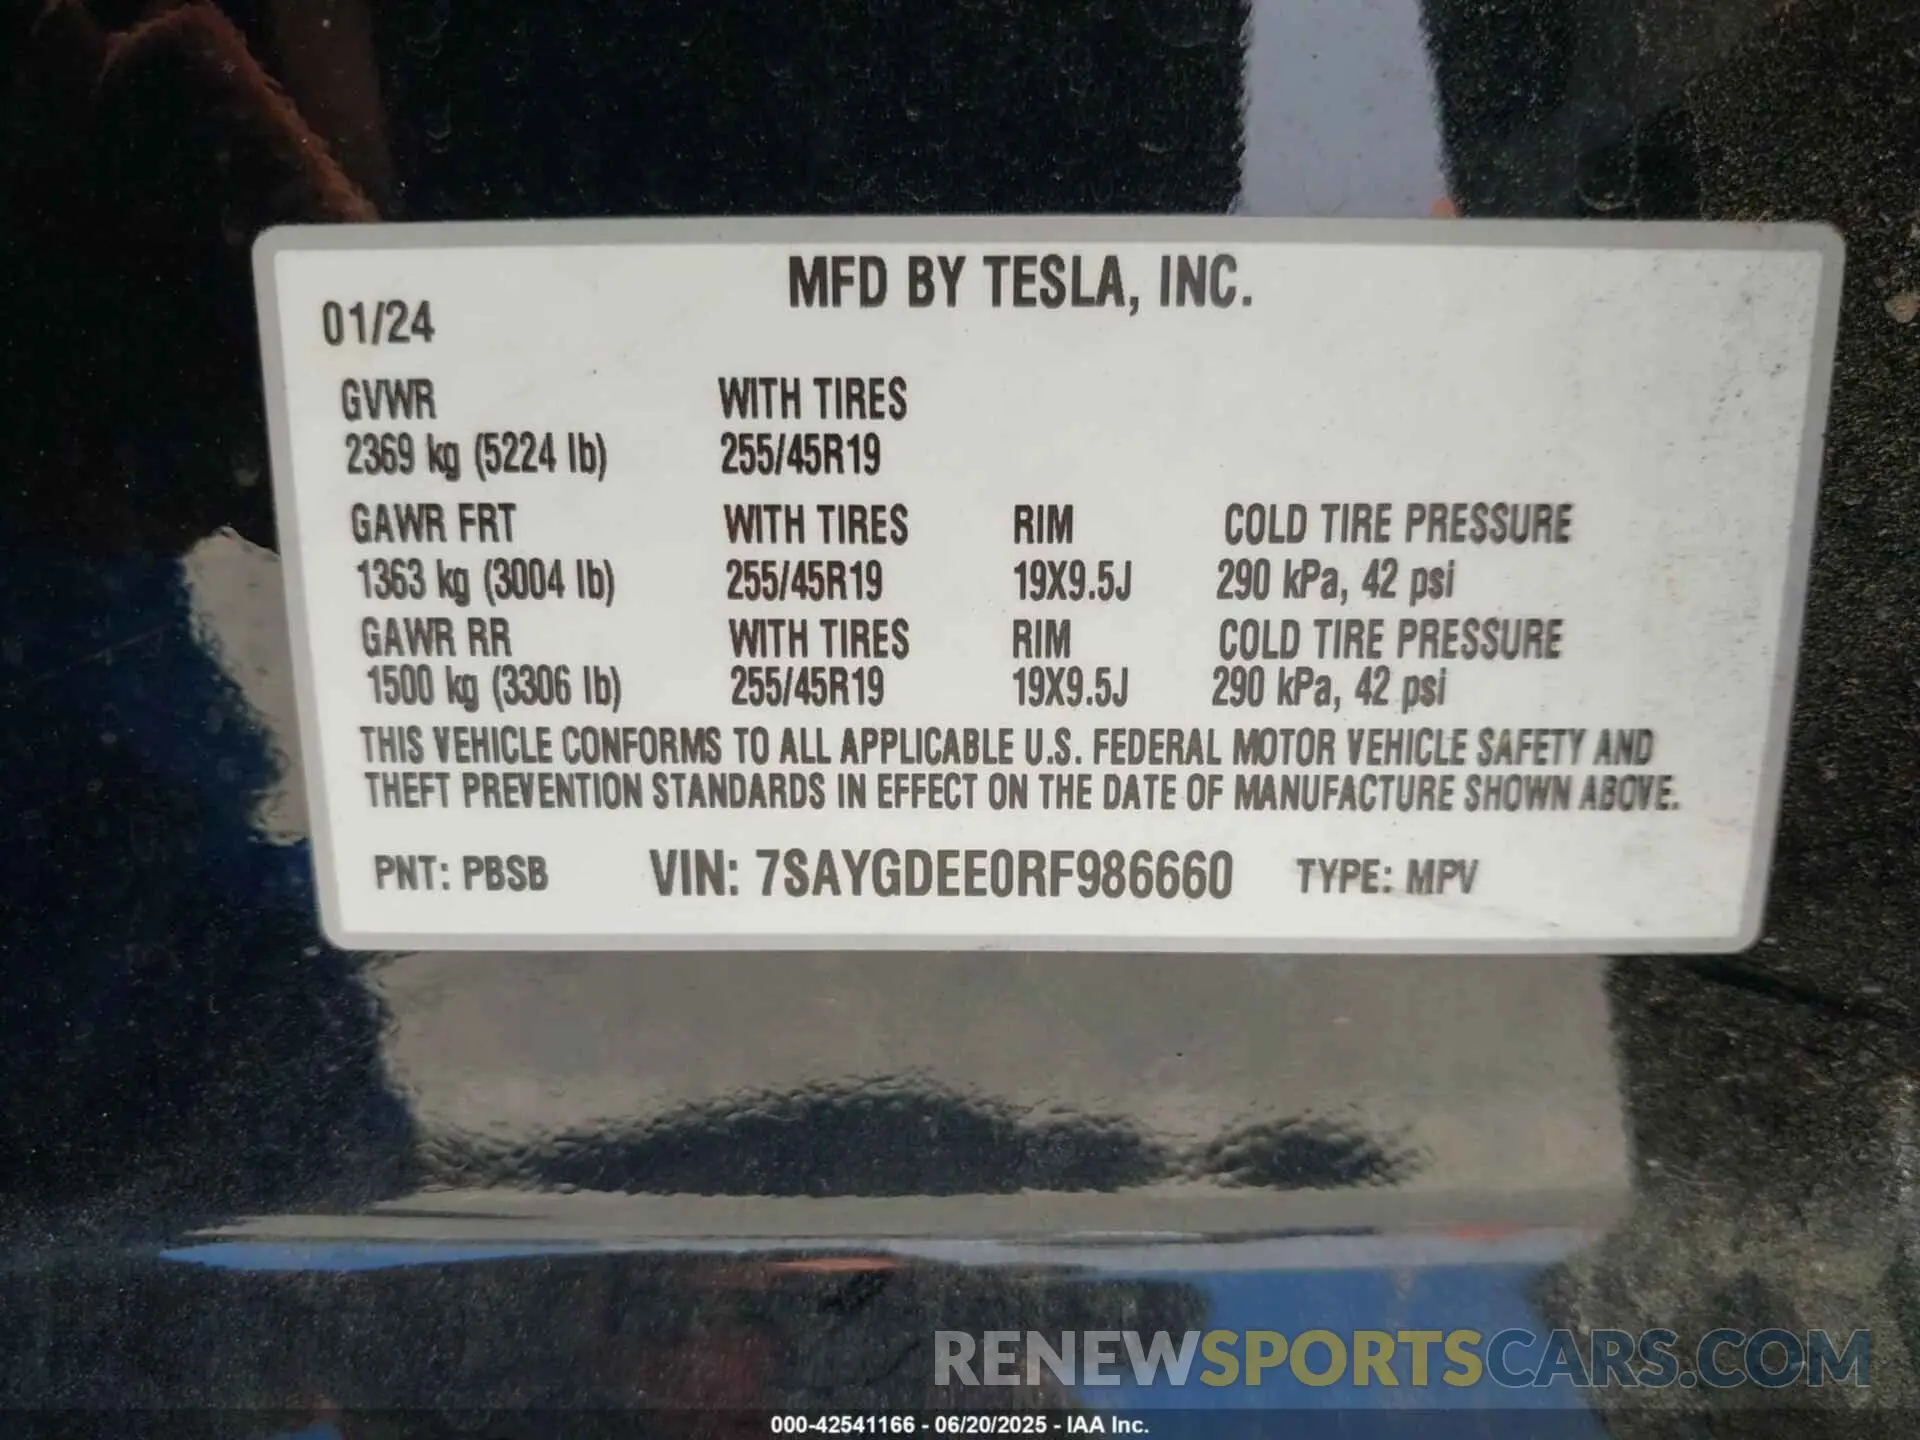 MFD BY TESLA, INC.
01/24
GVWR WITH TIRES
2369 kg (5224 lb) 255/45R19
GAWR FRT WITH TIRES RIM COLD TIRE PRESSURE
1363 kg (3004 lb) 255/45R19 19X9.5J 290 kPa, 42 psi
GAWR RR WITH TIRES RIM COLD TIRE PRESSURE
1500 kg (3306 lb) 255/45R19 19X9.5J 290 kPa, 42 psi
THIS VEHICLE CONFORMS TO ALL APPLICABLE U.S. FEDERAL MOTOR VEHICLE SAFETY AND
THEFT PREVENTION STANDARDS IN EFFECT ON THE DATE OF MANUFACTURE SHOWN ABOVE.
PNT: PBSB VIN: 7SAYGDEE0RF986660 TYPE: MPV
RENEWSPORTSCARS.COM
000-42541166 - 06/20/2025 - IAA Inc.